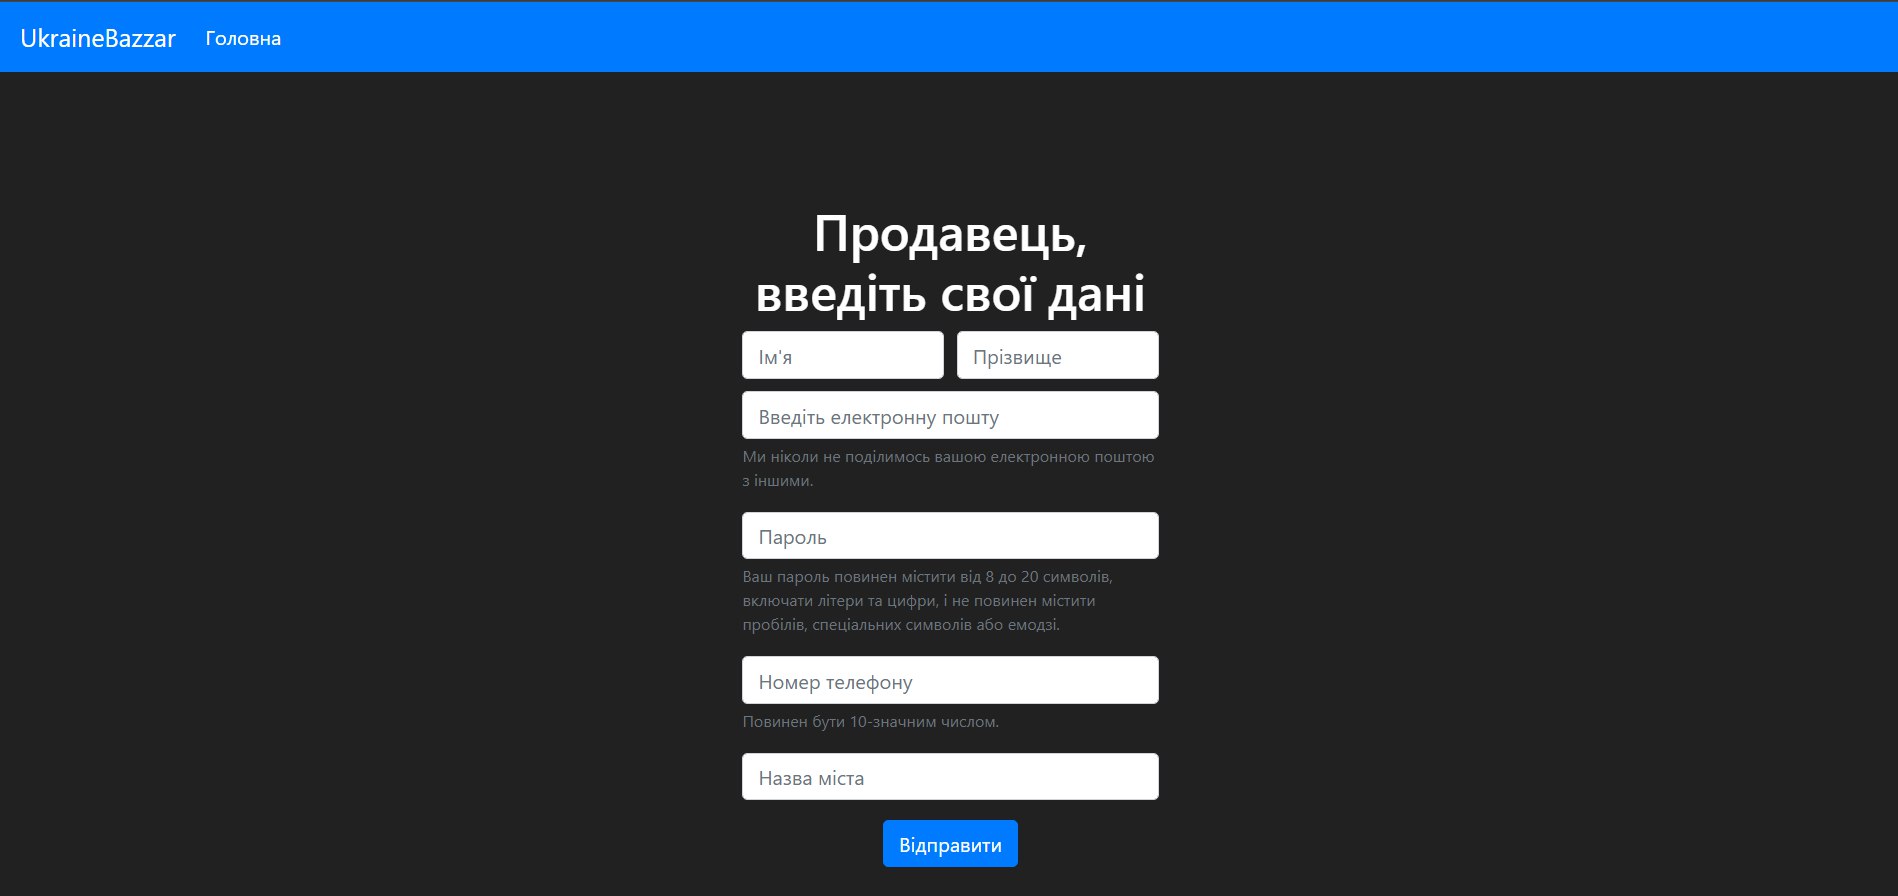 UkraineBazzar Головна
Продавець,
введіть свої дані
Ім'я Прізвище
Введіть електронну пошту
Ми ніколи не поділимось вашою електронною поштою
з іншими.
Пароль
Ваш пароль повинен містити від 8 до 20 символів,
включати літери та цифри, і не повинен містити
пробілів, спеціальних символів або емодзі.
Номер телефону
Повинен бути 10-значним числом.
Назва міста
Відправити